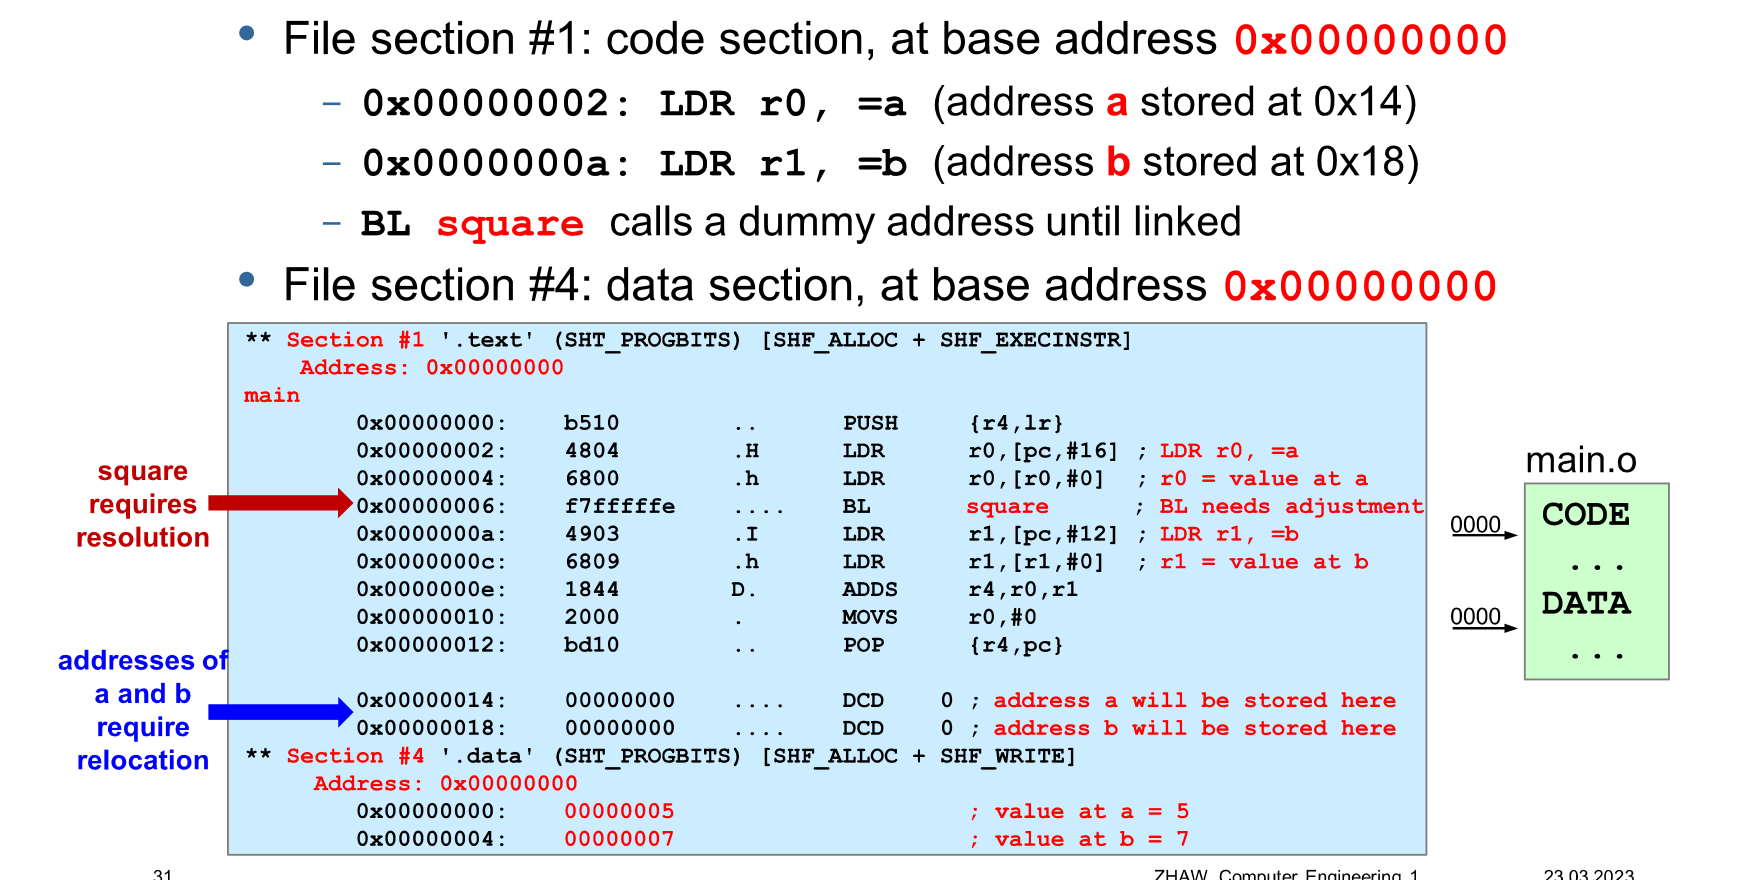 • File section #1: code section, at base address 0x00000000
– 0x00000002: LDR r0, =a (address a stored at 0x14)
– 0x0000000a: LDR r1, =b (address b stored at 0x18)
– BL square calls a dummy address until linked
• File section #4: data section, at base address 0x00000000
** Section #1 '.text' (SHT_PROGBITS) [SHF_ALLOC + SHF_EXECINSTR]
Address: 0x00000000
main
0x00000000: b510 .. PUSH {r4,lr}
0x00000002: 4804 .H LDR r0,[pc,#16] ; LDR r0, =a
0x00000004: 6800 .h LDR r0,[r0,#0] ; r0 = value at a
0x00000006: f7fffffe .... BL square ; BL needs adjustment
0x0000000a: 4903 .I LDR r1,[pc,#12] ; LDR r1, =b
0x0000000c: 6809 .h LDR r1,[r1,#0] ; r1 = value at b
0x0000000e: 1844 D. ADDS r4,r0,r1
0x00000010: 2000 . MOVS r0,#0
0x00000012: bd10 .. POP {r4,pc}
0x00000014: 00000000 .... DCD 0 ; address a will be stored here
0x00000018: 00000000 .... DCD 0 ; address b will be stored here
** Section #4 '.data' (SHT_PROGBITS) [SHF_ALLOC + SHF_WRITE]
Address: 0x00000000
0x00000000: 00000005 ; value at a = 5
0x00000004: 00000007 ; value at b = 7
square
requires
resolution
addresses of
a and b
require
relocation
main.o
0000
CODE
...
0000
DATA
...
31
ZHAW, Computer Engineering 1
23.03.2023